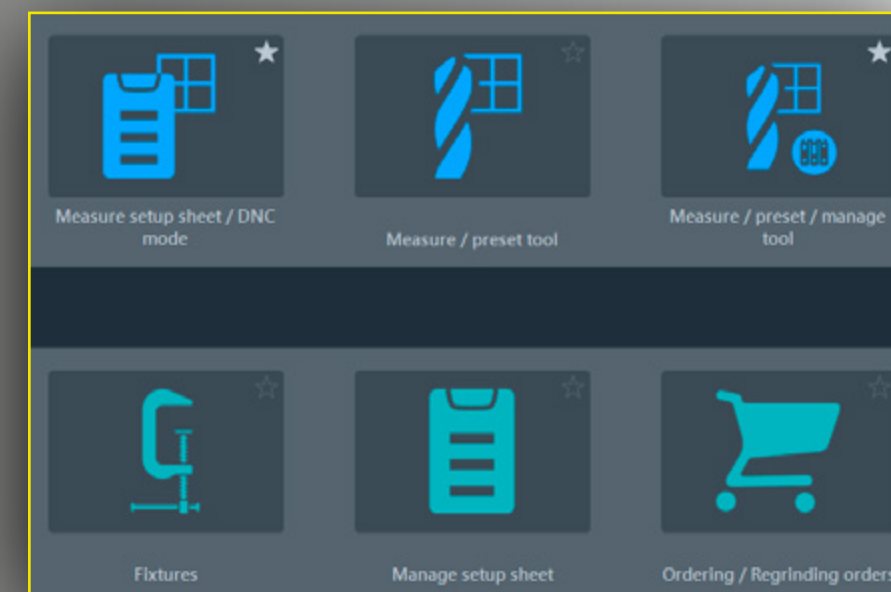 Measure setup sheet / DNC
mode
Measure / preset tool
Measure / preset / manage
tool
Fixtures
Manage setup sheet
Ordering / Regrinding orders